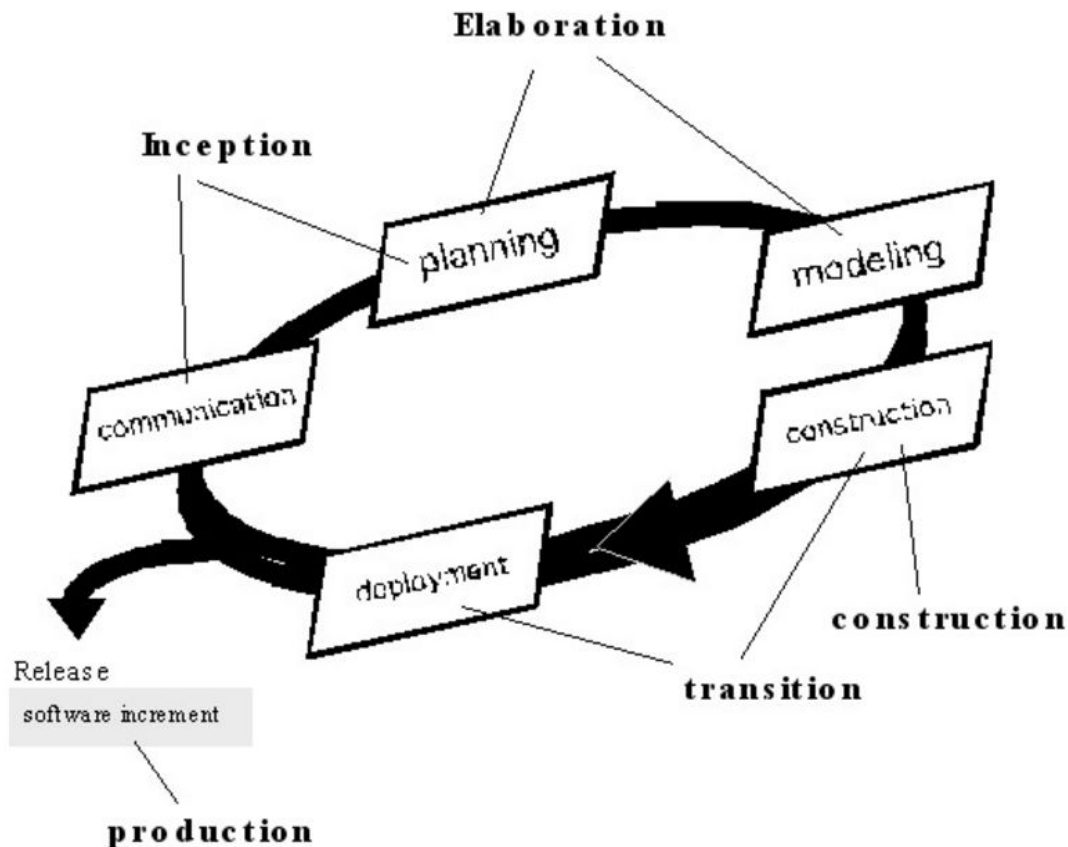 Elaboration
Inception
planning
modeling
communication
construction
deployment
construction
transition
Release
software increment
production